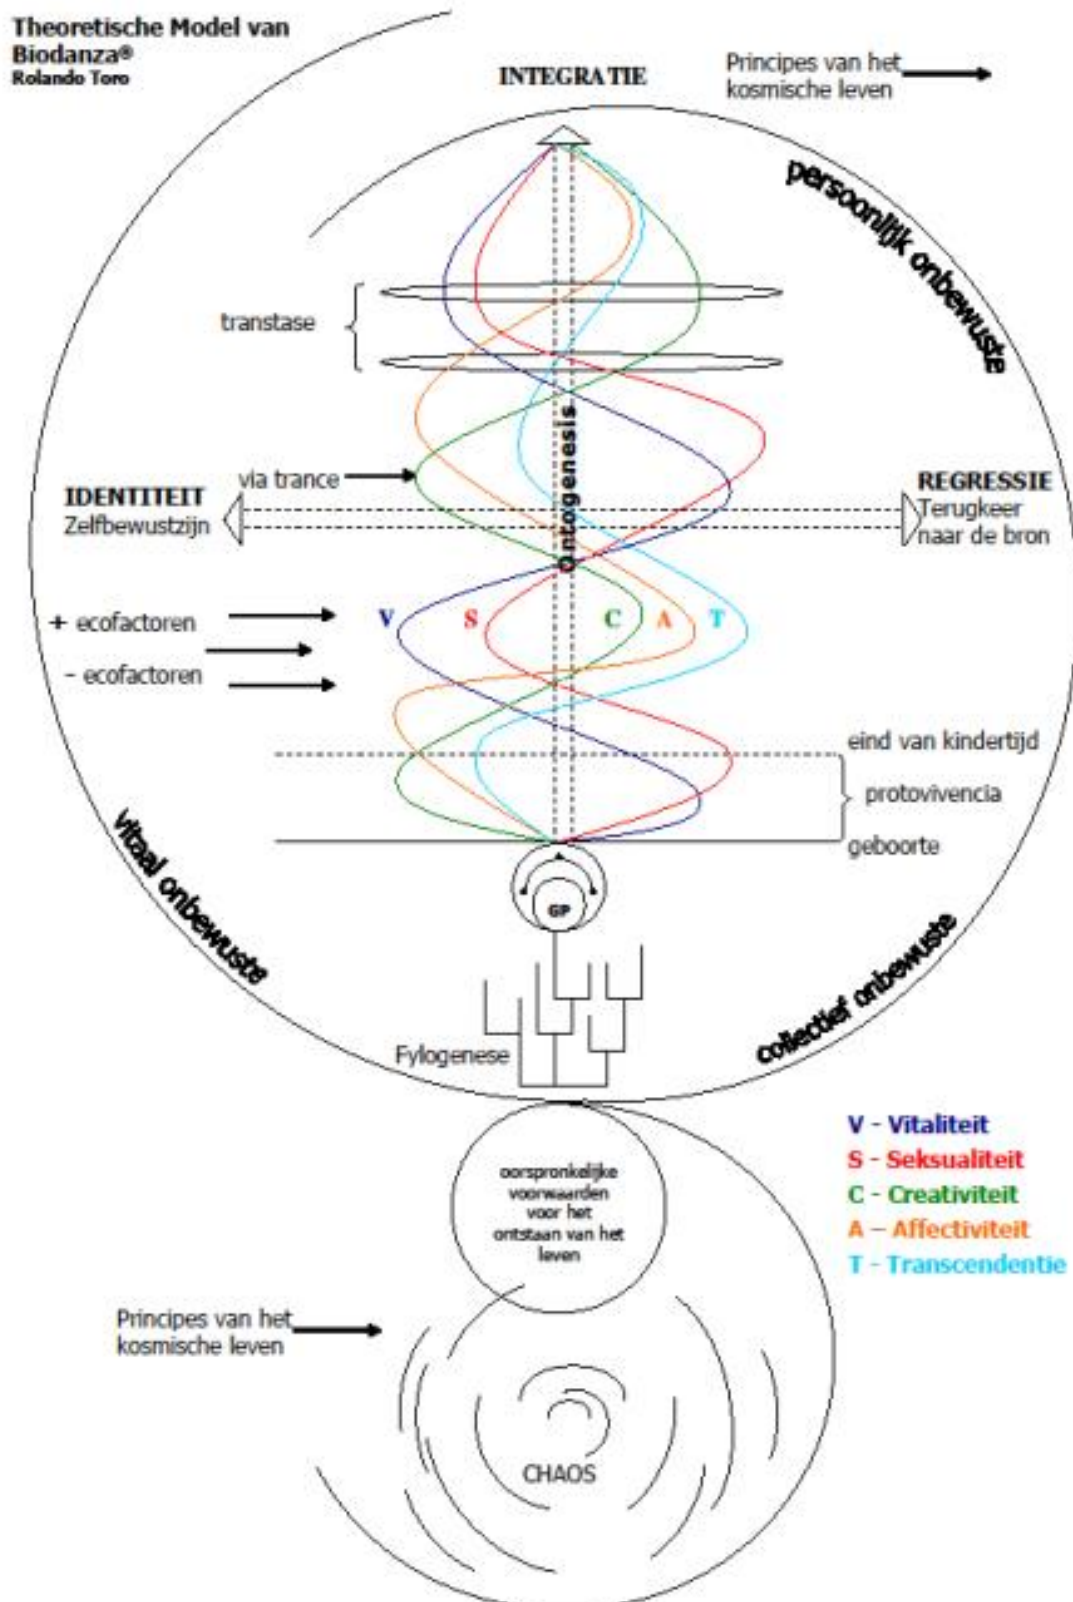 Theoretische Model van
Biodanza®
Rolando Toro
INTEGRATIE
Principes van het
kosmische leven
persoonlijk onbewuste
transtase
Ontogenesis
via trance
IDENTITEIT
Zelfbewustzijn
REGRESSIE
Terugkeer
naar de bron
+ ecofactoren
- ecofactoren
V S C A T
eind van kindertijd
protovivencia
geboorte
vitaal onbewuste
GP
collectief onbewuste
Fylogenese
oorspronkelijke
voorwaarden
voor het
ontstaan van het
leven
V - Vitaliteit
S - Seksualiteit
C - Creativiteit
A – Affectiviteit
T - Transcendentie
Principes van het
kosmische leven
CHAOS